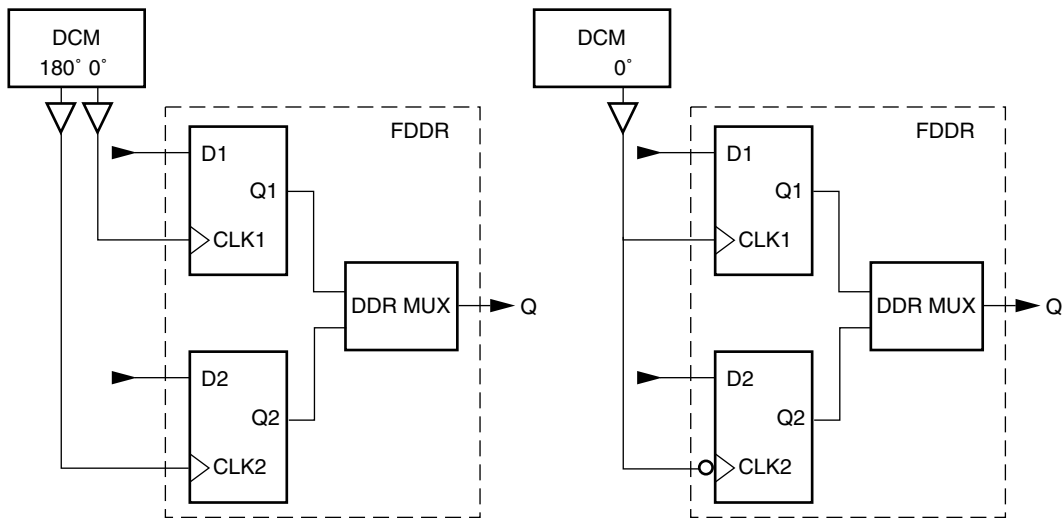 DCM
180˚ 0˚
FDDR
D1
Q1
CLK1
DDR MUX
Q
D2
Q2
CLK2
DCM
0˚
FDDR
D1
Q1
CLK1
DDR MUX
Q
D2
Q2
CLK2